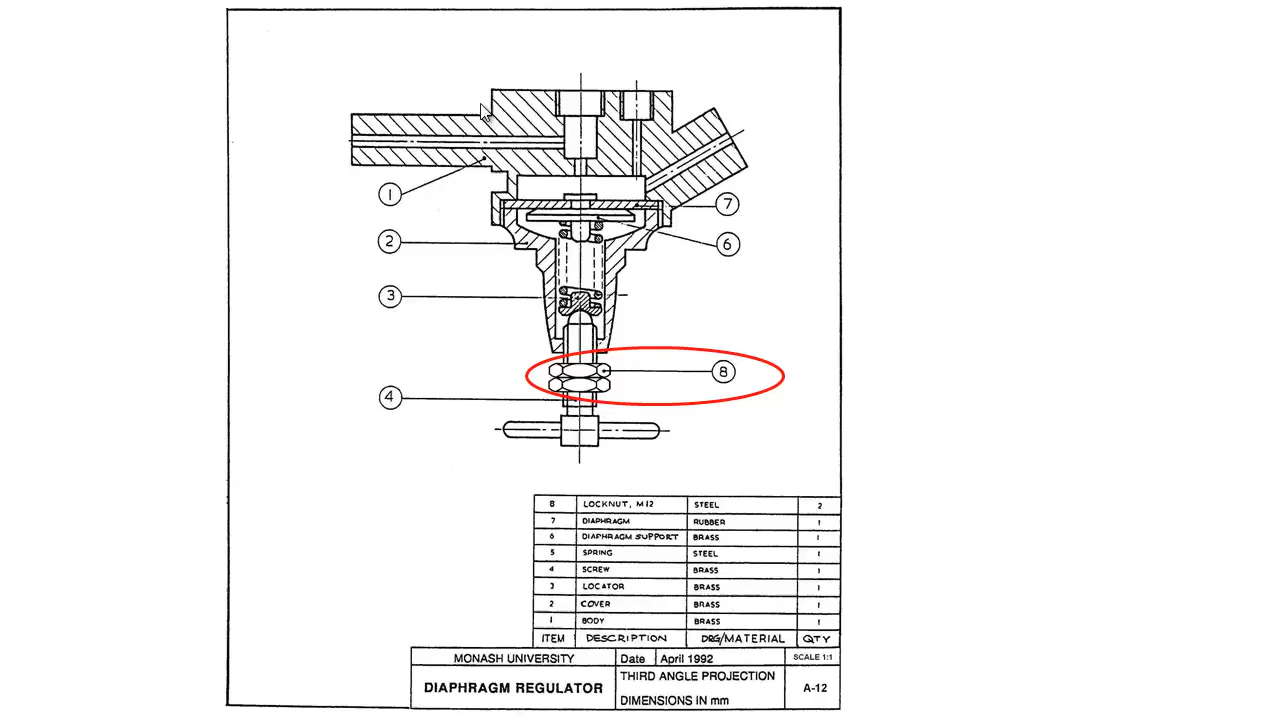 1
7
2
6
3
8
4
8 LOCKNUT, M12 STEEL 2
7 DIAPHRAGM RUBBER 1
6 DIAPHRAGM SUPPORT BRASS 1
5 SPRING STEEL 1
4 SCREW BRASS 1
3 LOCATOR BRASS 1
2 COVER BRASS 1
1 BODY BRASS 1
ITEM DESCRIPTION DRG/MATERIAL QTY
MONASH UNIVERSITY Date April 1992 SCALE 1:1
DIAPHRAGM REGULATOR THIRD ANGLE PROJECTION A-12
DIMENSIONS IN mm